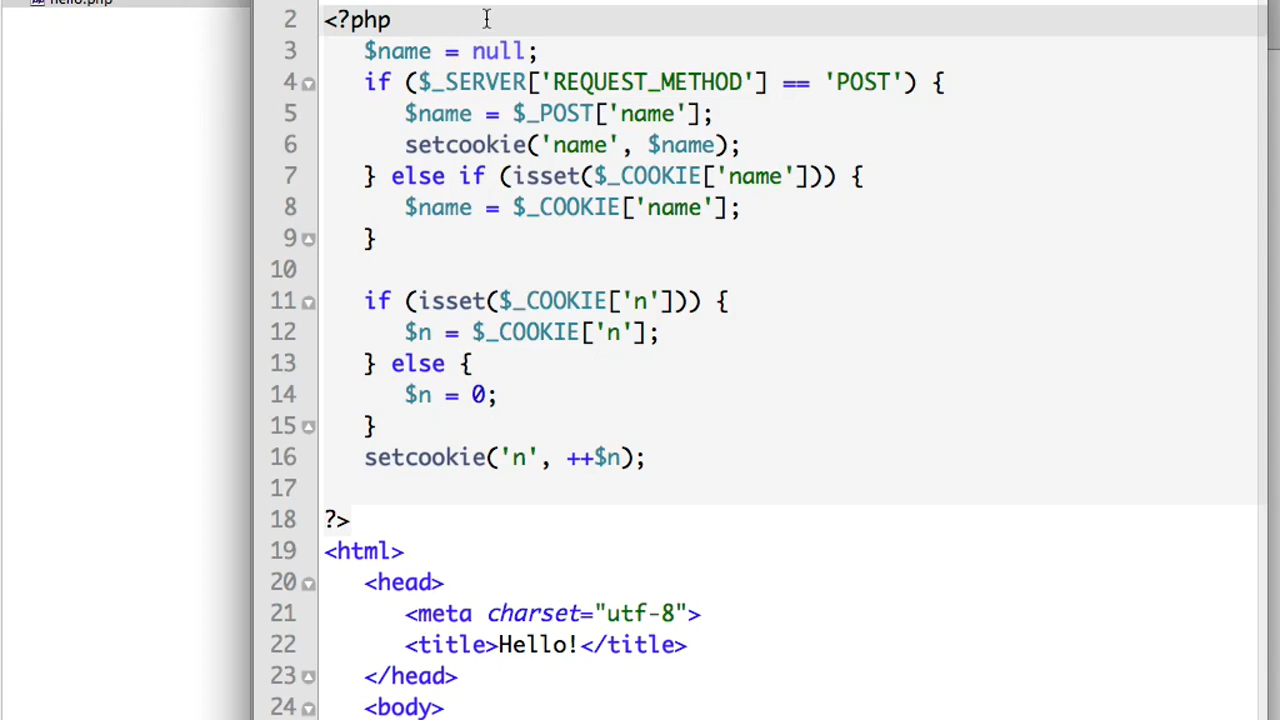 hello.php
2 <?php
3 $name = null;
4 if ($_SERVER['REQUEST_METHOD'] == 'POST') {
5 $name = $_POST['name'];
6 setcookie('name', $name);
7 } else if (isset($_COOKIE['name'])) {
8 $name = $_COOKIE['name'];
9 }
10
11 if (isset($_COOKIE['n'])) {
12 $n = $_COOKIE['n'];
13 } else {
14 $n = 0;
15 }
16 setcookie('n', ++$n);
17
18 ?>
19 <html>
20 <head>
21 <meta charset="utf-8">
22 <title>Hello!</title>
23 </head>
24 <body>